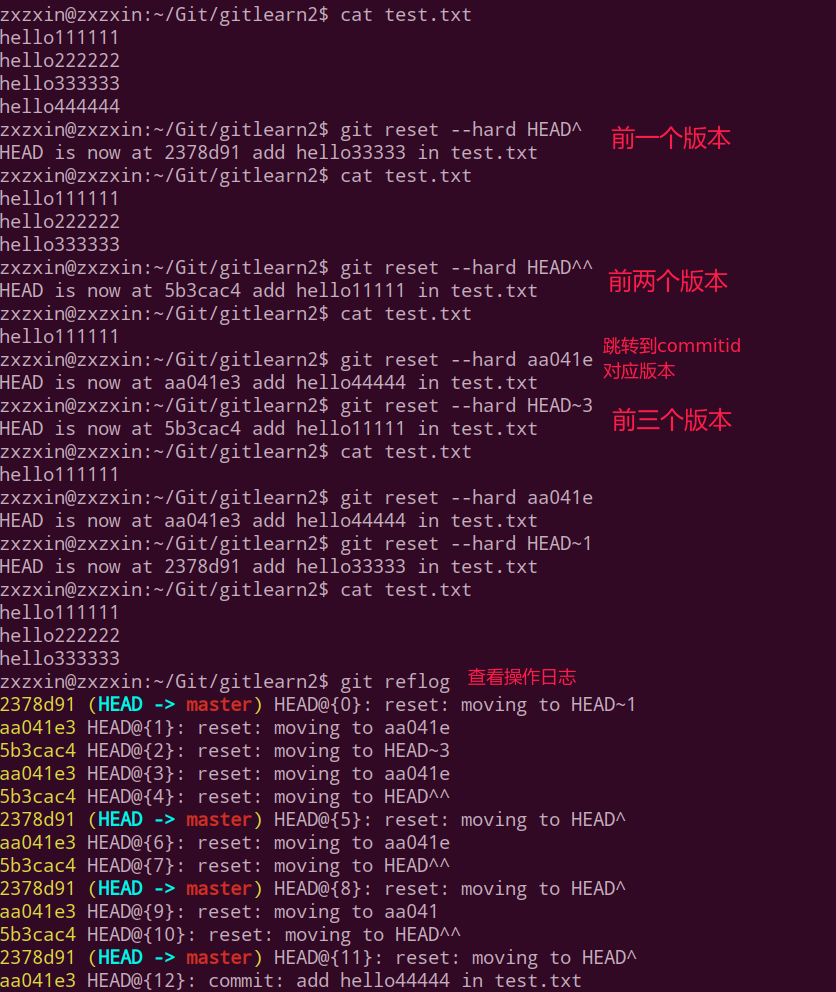 zxzxin@zxzxin:~/Git/gitlearn2$ cat test.txt
hello111111
hello222222
hello333333
hello444444
zxzxin@zxzxin:~/Git/gitlearn2$ git reset --hard HEAD^ 前一个版本
HEAD is now at 2378d91 add hello33333 in test.txt
zxzxin@zxzxin:~/Git/gitlearn2$ cat test.txt
hello111111
hello222222
hello333333
zxzxin@zxzxin:~/Git/gitlearn2$ git reset --hard HEAD^^ 前两个版本
HEAD is now at 5b3cac4 add hello11111 in test.txt
zxzxin@zxzxin:~/Git/gitlearn2$ cat test.txt
hello111111
跳转到commitid
zxzxin@zxzxin:~/Git/gitlearn2$ git reset --hard aa041e
对应版本
HEAD is now at aa041e3 add hello44444 in test.txt
zxzxin@zxzxin:~/Git/gitlearn2$ git reset --hard HEAD~3 前三个版本
HEAD is now at 5b3cac4 add hello11111 in test.txt
zxzxin@zxzxin:~/Git/gitlearn2$ cat test.txt
hello111111
zxzxin@zxzxin:~/Git/gitlearn2$ git reset --hard aa041e
HEAD is now at aa041e3 add hello44444 in test.txt
zxzxin@zxzxin:~/Git/gitlearn2$ git reset --hard HEAD~1
HEAD is now at 2378d91 add hello33333 in test.txt
zxzxin@zxzxin:~/Git/gitlearn2$ cat test.txt
hello111111
hello222222
hello333333
zxzxin@zxzxin:~/Git/gitlearn2$ git reflog 查看操作日志
2378d91 (HEAD -> master) HEAD@{0}: reset: moving to HEAD~1
aa041e3 HEAD@{1}: reset: moving to aa041e
5b3cac4 HEAD@{2}: reset: moving to HEAD~3
aa041e3 HEAD@{3}: reset: moving to aa041e
5b3cac4 HEAD@{4}: reset: moving to HEAD^^
2378d91 (HEAD -> master) HEAD@{5}: reset: moving to HEAD^
aa041e3 HEAD@{6}: reset: moving to aa041e
5b3cac4 HEAD@{7}: reset: moving to HEAD^^
2378d91 (HEAD -> master) HEAD@{8}: reset: moving to HEAD^
aa041e3 HEAD@{9}: reset: moving to aa041
5b3cac4 HEAD@{10}: reset: moving to HEAD^^
2378d91 (HEAD -> master) HEAD@{11}: reset: moving to HEAD^
aa041e3 HEAD@{12}: commit: add hello44444 in test.txt